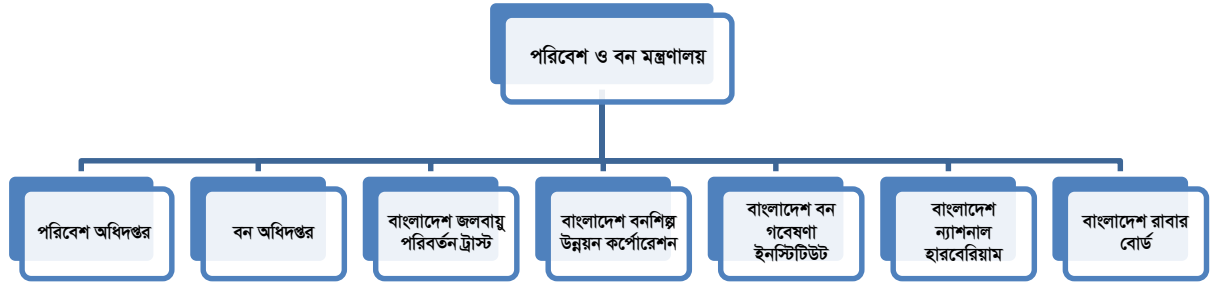 পরিবেশ ও বন মন্ত্রণালয়
পরিবেশ অধিদপ্তর
বন অধিদপ্তর
বাংলাদেশ জলবায়ু
পরিবর্তন ট্রাস্ট
বাংলাদেশ বনশিল্প
উন্নয়ন কর্পোরেশন
বাংলাদেশ বন
গবেষণা
ইনস্টিটিউট
বাংলাদেশ
ন্যাশনাল
হারবেরিয়াম
বাংলাদেশ রাবার
বোর্ড